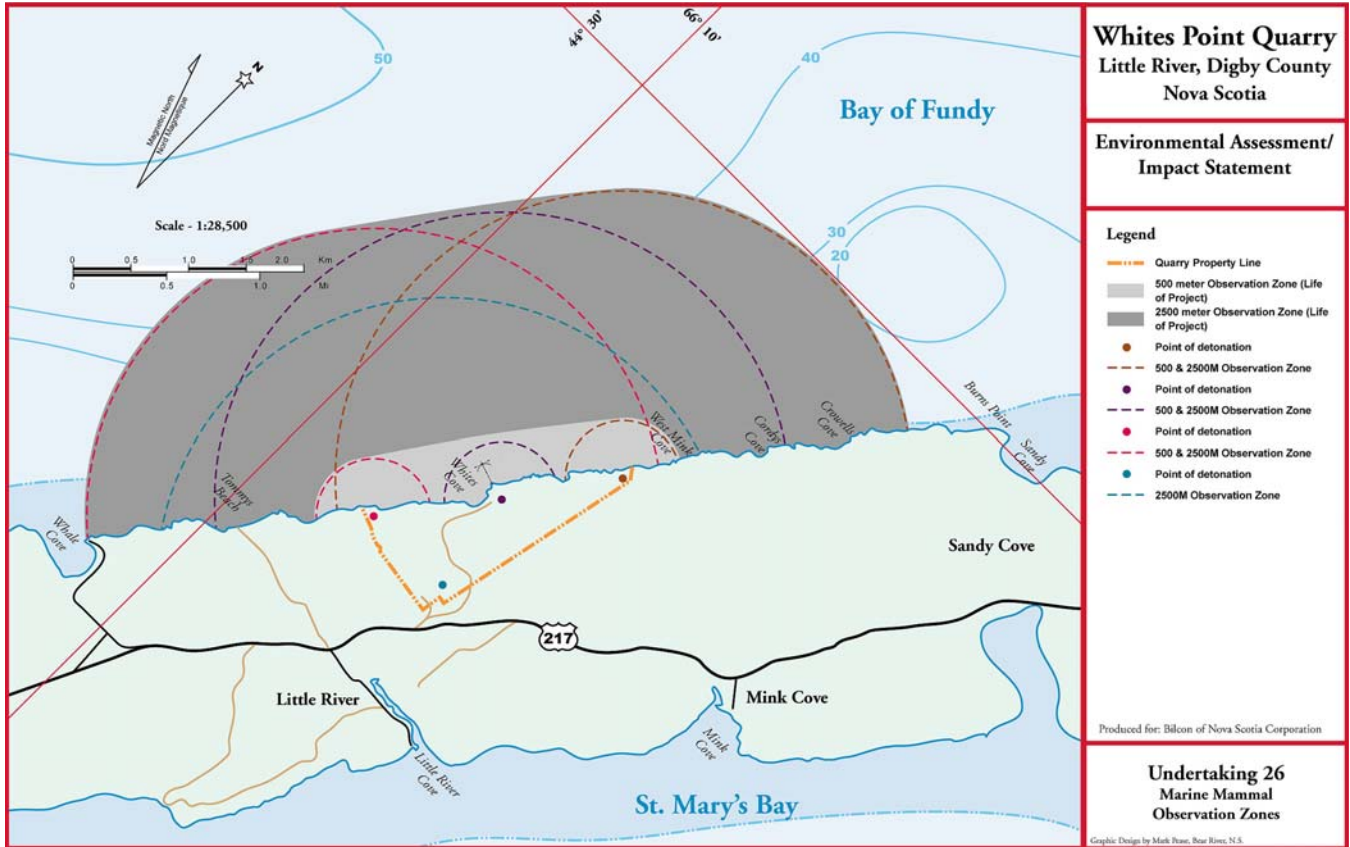 50
44° 30'
66° 10'
40
Magnetic North
Nord Magnetique
N
Bay of Fundy
Scale - 1:28,500
0 0.5 1.0 1.5 2.0 Km
0 0.5 1.0 Mi
30
20
Burns Point
Sandy
Cove
Crowells
Cove
Cordys
Cove
West Mink
Cove
Whites
Cove
Tommys
Beach
Whale
Cove
Sandy Cove
217
Little River
Mink Cove
Mink
Cove
Little River
Cove
St. Mary's Bay
Whites Point Quarry
Little River, Digby County
Nova Scotia
Environmental Assessment/
Impact Statement
Legend
Quarry Property Line
500 meter Observation Zone (Life
of Project)
2500 meter Observation Zone (Life
of Project)
Point of detonation
500 & 2500M Observation Zone
Point of detonation
500 & 2500M Observation Zone
Point of detonation
500 & 2500M Observation Zone
Point of detonation
2500M Observation Zone
Produced for: Bilcon of Nova Scotia Corporation
Undertaking 26
Marine Mammal
Observation Zones
Graphic Design by Mark Pease, Bear River, N.S.